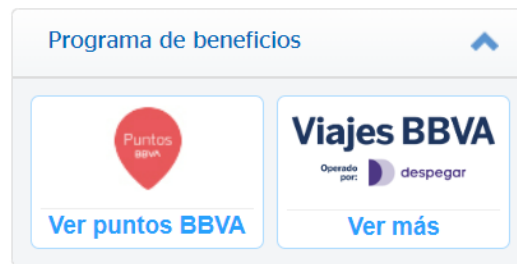 Programa de beneficios
Puntos
BBVA
Ver puntos BBVA
Viajes BBVA
Operado
por:
despegar
Ver más